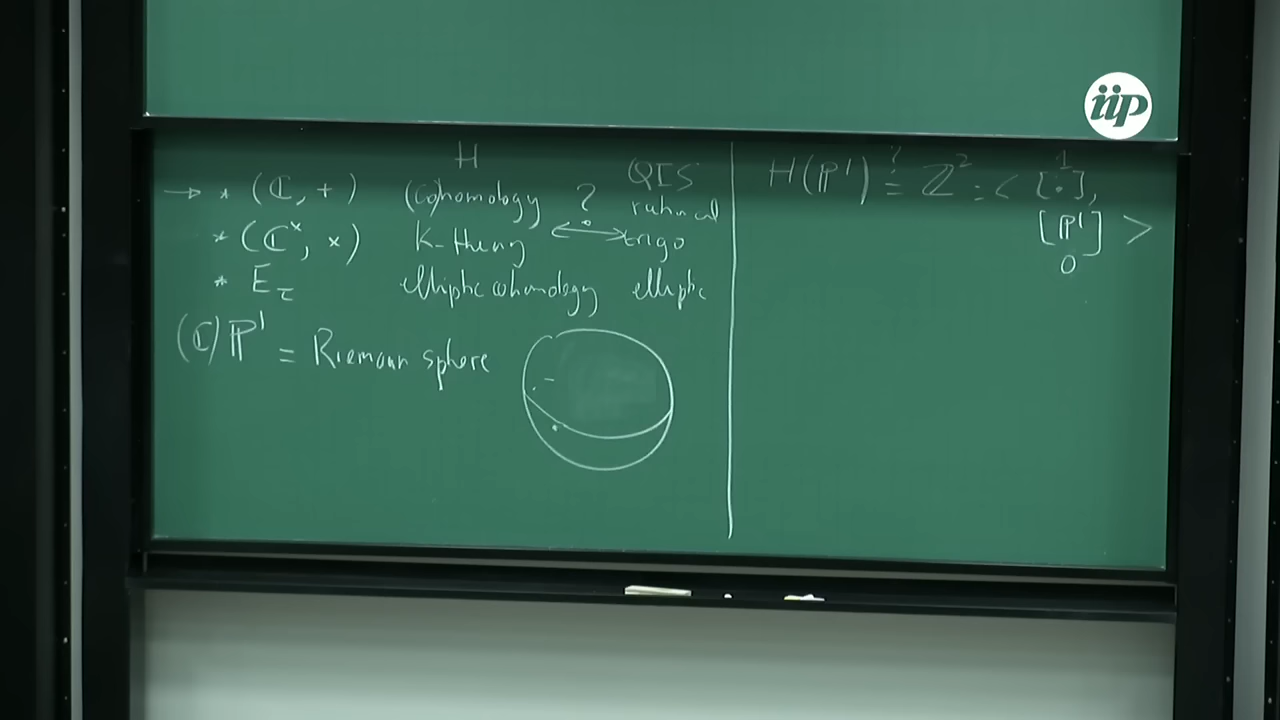 iip
H QIS
→ * (ℂ, +) (co)homology ? rational
* (ℂ^×, ×) K-theory ↔ trigo
* E_τ elliptic cohomology elliptic
(ℂ)ℙ¹ = Riemann sphere
H(ℙ¹) ?= ℤ² = < [·],
1
[ℙ¹] >
0